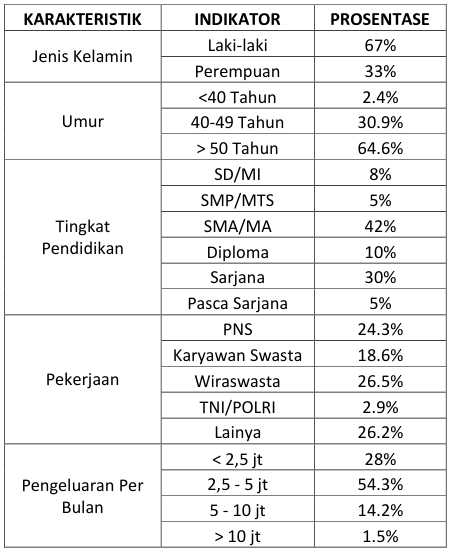 KARAKTERISTIK INDIKATOR PROSENTASE
Jenis Kelamin Laki-laki 67%
Perempuan 33%
Umur <40 Tahun 2.4%
40-49 Tahun 30.9%
> 50 Tahun 64.6%
Tingkat Pendidikan SD/MI 8%
SMP/MTS 5%
SMA/MA 42%
Diploma 10%
Sarjana 30%
Pasca Sarjana 5%
Pekerjaan PNS 24.3%
Karyawan Swasta 18.6%
Wiraswasta 26.5%
TNI/POLRI 2.9%
Lainya 26.2%
Pengeluaran Per Bulan < 2,5 jt 28%
2,5 - 5 jt 54.3%
5 - 10 jt 14.2%
> 10 jt 1.5%